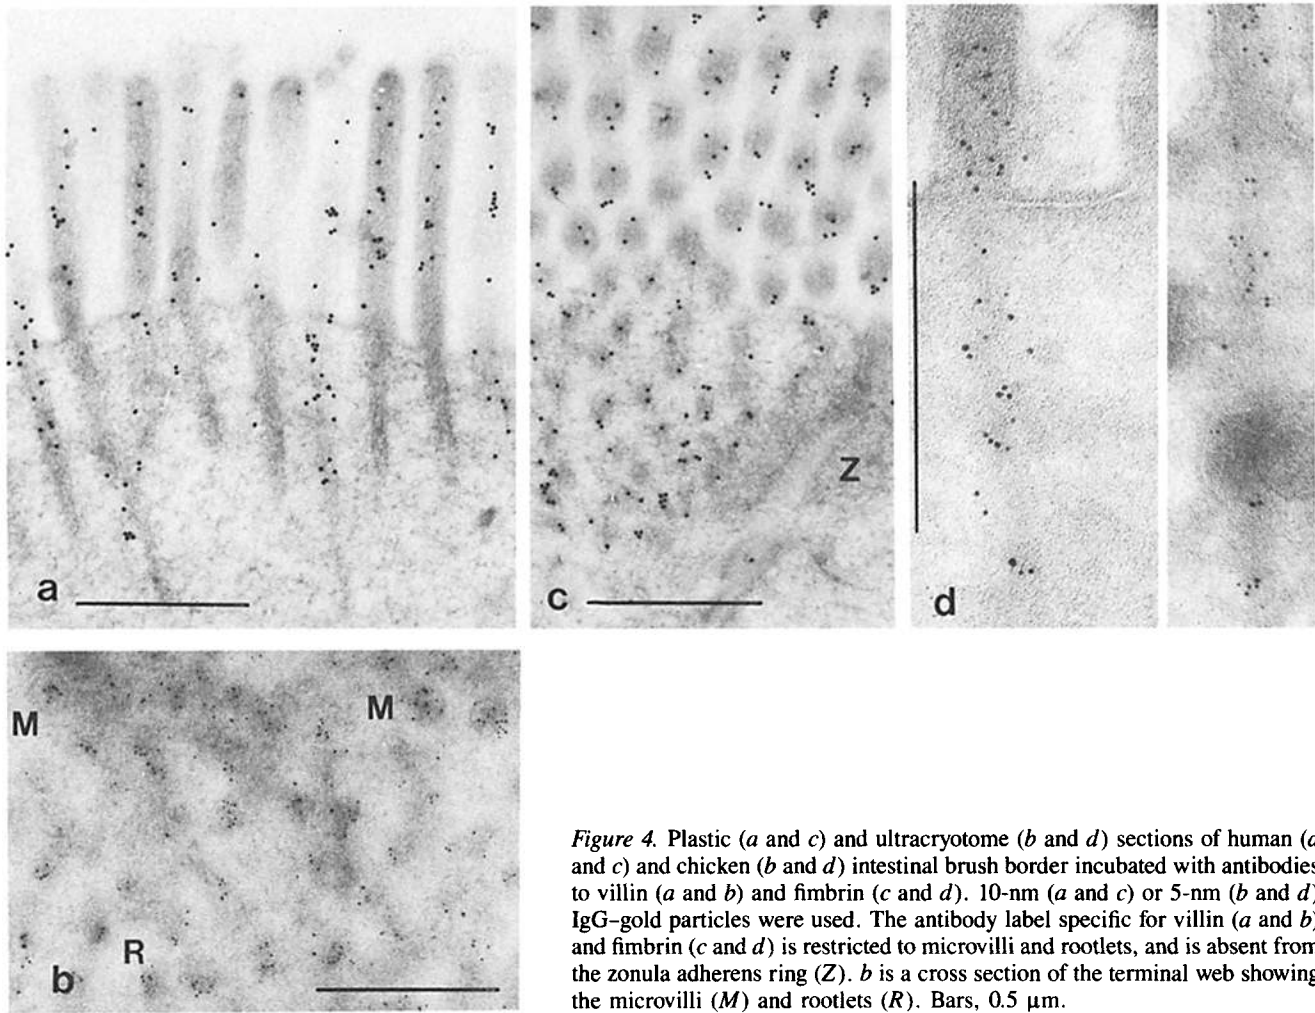 a
c
Z
d
M
M
R
b
Figure 4. Plastic (a and c) and ultracryotome (b and d) sections of human (a
and c) and chicken (b and d) intestinal brush border incubated with antibodies
to villin (a and b) and fimbrin (c and d). 10-nm (a and c) or 5-nm (b and d)
IgG–gold particles were used. The antibody label specific for villin (a and b)
and fimbrin (c and d) is restricted to microvilli and rootlets, and is absent from
the zonula adherens ring (Z). b is a cross section of the terminal web showing
the microvilli (M) and rootlets (R). Bars, 0.5 μm.